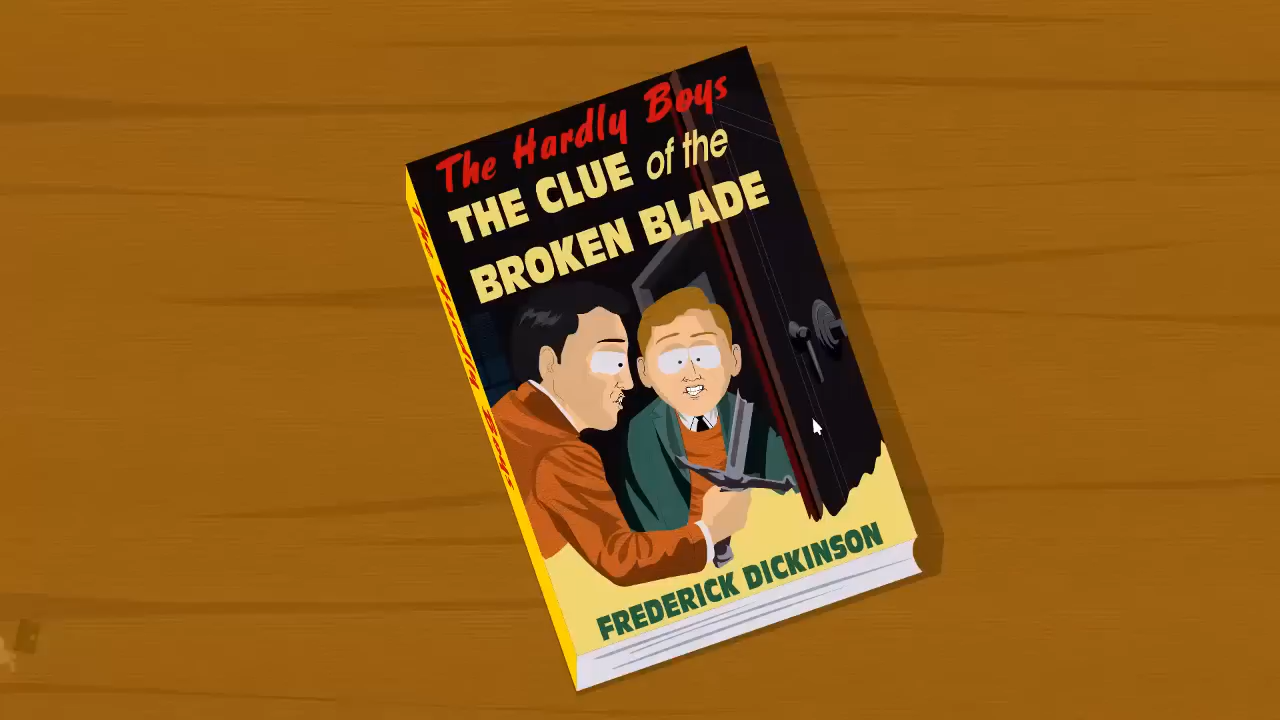 The Hardly Boys
THE CLUE of the
BROKEN BLADE
FREDERICK DICKINSON
The Hardly Boys